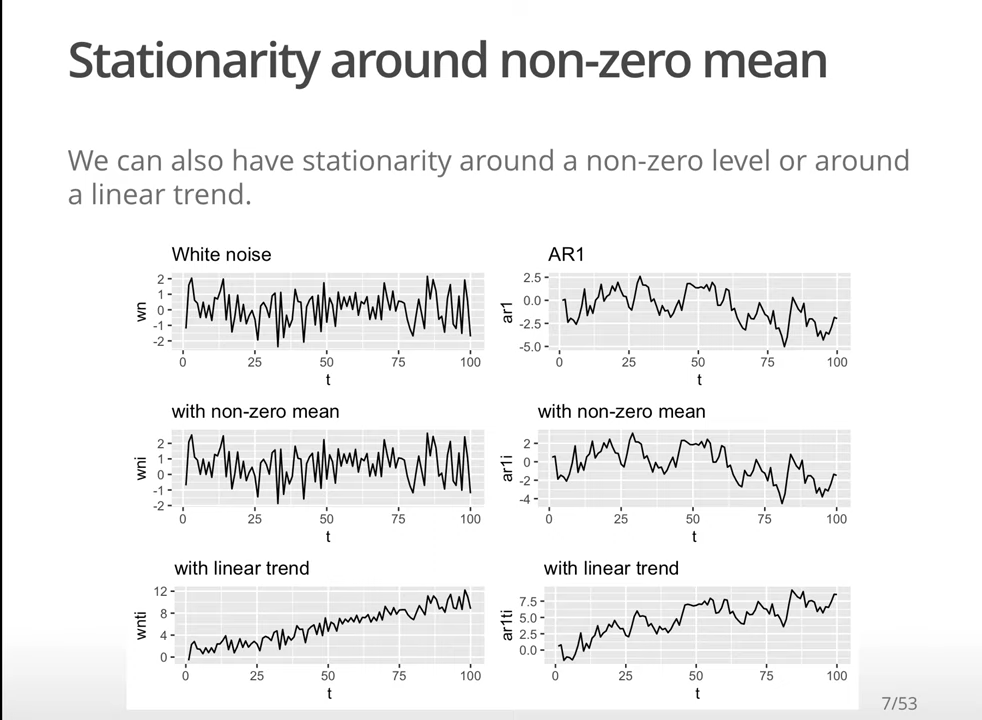 Stationarity around non-zero mean
We can also have stationarity around a non-zero level or around
a linear trend.
White noise
2
1
0
-1
-2
wn
0 25 50 75 100
t
AR1
2.5
0.0
-2.5
-5.0
ar1
0 25 50 75 100
t
with non-zero mean
2
1
0
-1
-2
wni
0 25 50 75 100
t
with non-zero mean
2
0
-2
-4
ar1i
0 25 50 75 100
t
with linear trend
12
8
4
0
wnti
0 25 50 75 100
t
with linear trend
7.5
5.0
2.5
0.0
ar1ti
0 25 50 75 100
t
7/53